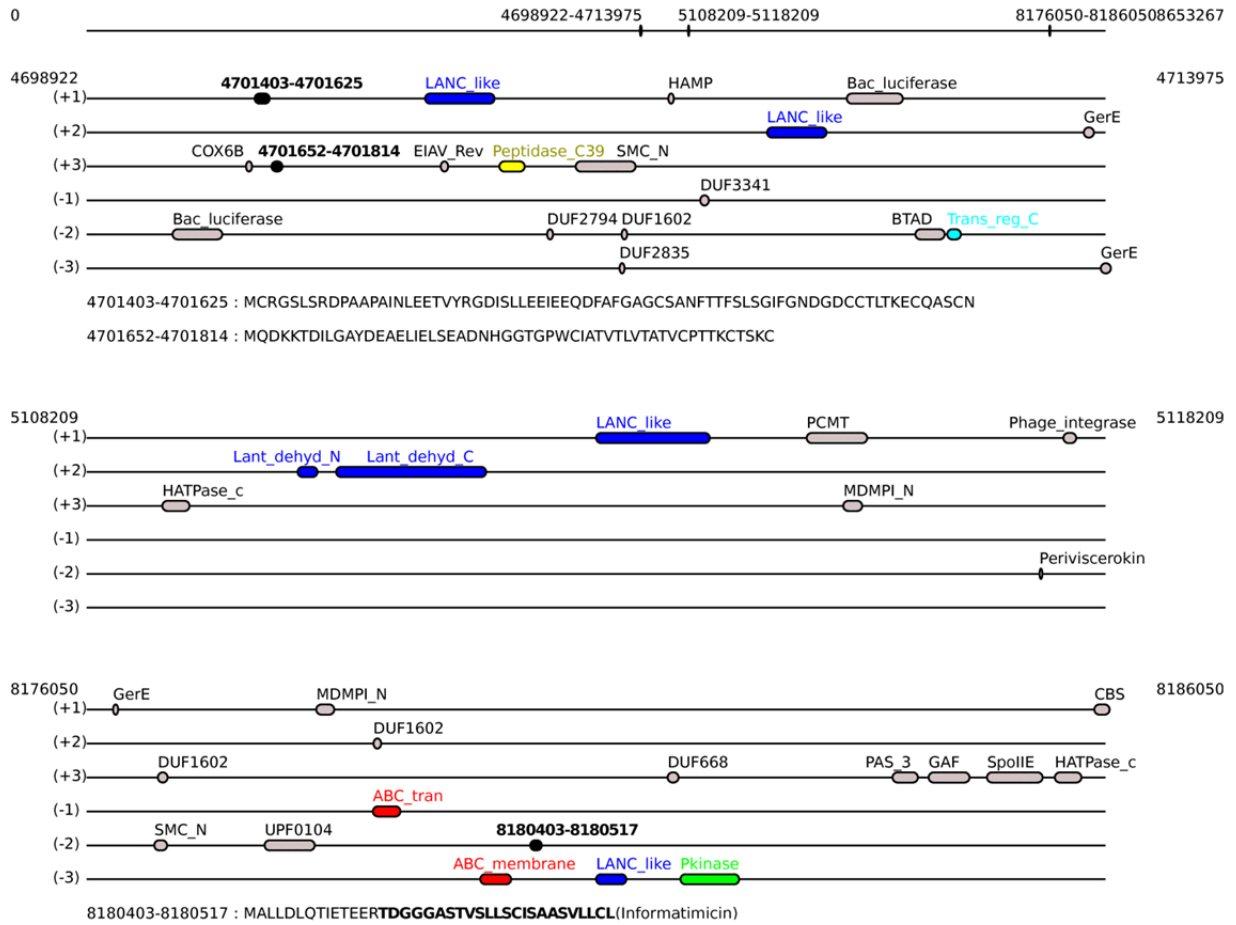 0 4698922-4713975 5108209-5118209 8176050-81860508653267
4698922 4701403-4701625 LANC_like HAMP Bac_luciferase 4713975
(+1)
LANC_like GerE
(+2)
COX6B 4701652-4701814 EIAV_Rev Peptidase_C39 SMC_N
(+3)
DUF3341
(-1)
Bac_luciferase DUF2794 DUF1602 BTAD Trans_reg_C
(-2)
DUF2835 GerE
(-3)
4701403-4701625 : MCRGSLSRDPAAPAINLEETVYRGDISLLEEIEEQDFAFGAGCSANFTTFSLSGIFGNDGDCCTLTKECQASCN
4701652-4701814 : MQDKKTDILGAYDEAELIELSEADNHGGTGPWCIATVTLVTATVCPTTKCTSKC
5108209 LANC_like PCMT Phage_integrase 5118209
(+1)
Lant_dehyd_N Lant_dehyd_C
(+2)
HATPase_c MDMPI_N
(+3)
(-1)
Periviscerokin
(-2)
(-3)
8176050 GerE MDMPI_N CBS 8186050
(+1)
DUF1602
(+2)
DUF1602 DUF668 PAS_3 GAF SpoIIE HATPase_c
(+3)
ABC_tran
(-1)
SMC_N UPF0104 8180403-8180517
(-2)
ABC_membrane LANC_like Pkinase
(-3)
8180403-8180517 : MALLDLQTIETEERTDGGGASTVSLLSCISAASVLLCL(Informatimicin)